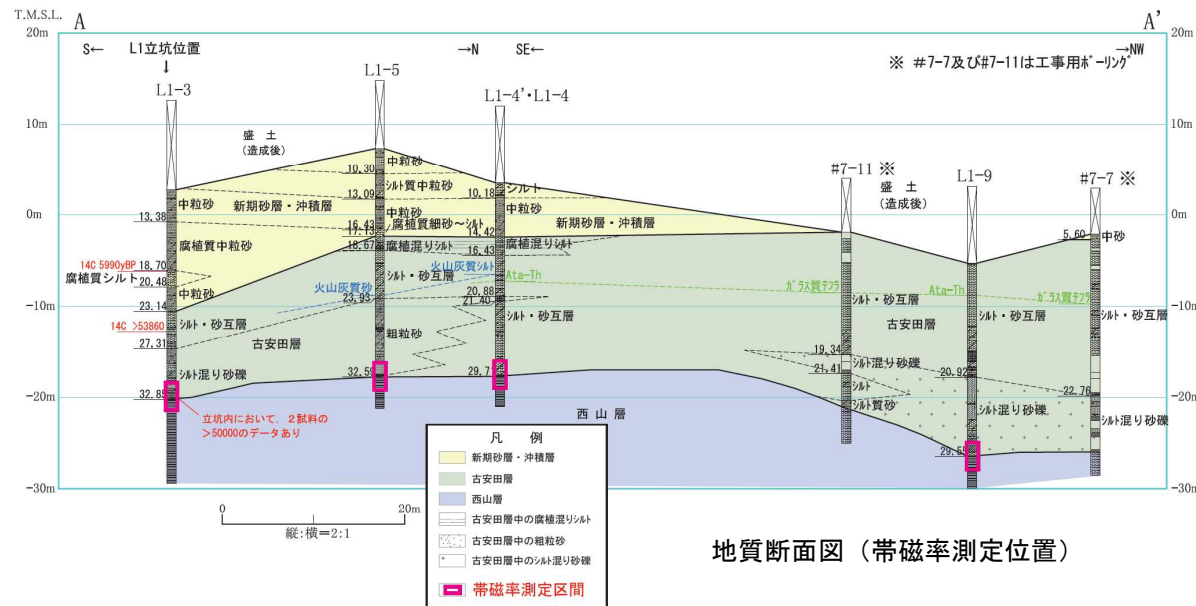 T.M.S.L.
A
A'
20m
20m
S←
L1立坑位置
→N
SE←
→NW
※ #7-7及び#7-11は工事用ボーリング
L1-3
L1-5
L1-4'・L1-4
#7-11 ※
L1-9
#7-7 ※
10m
10m
盛 土
(造成後)
盛 土
(造成後)
中粒砂
10.30
シルト質中粒砂
13.09
10.18
シルト
中粒砂
新期砂層・沖積層
中粒砂
中粒砂
新期砂層・沖積層
0m
0m
13.38
16.43
腐植質細砂～シルト
17.13
14.42
5.60
中砂
腐植質中粒砂
18.67
腐植混りシルト
腐植混りシルト
16.43
14C 5990yBP
18.70
腐植質シルト
20.48
火山灰質シルト
シルト・砂互層
Ata-Th
火山灰質砂
ガラス質テフラ
Ata-Th
ガラス質テフラ
中粒砂
23.93
20.88
21.40
-10m
-10m
23.14
シルト・砂互層
シルト・砂互層
シルト・砂互層
シルト・砂互層
シルト・砂互層
14C >53860
粗粒砂
古安田層
古安田層
27.31
19.34
シルト混り砂礫
21.41
シルト混り砂礫
32.59
29.71
20.92
シルト
22.76
32.85
シルト質砂
-20m
-20m
シルト混り砂礫
シルト混り砂礫
立坑内において、2試料の
>50000のデータあり
西 山 層
29.55
-30m
-30m
凡 例
新期砂層・沖積層
古安田層
西山層
古安田層中の腐植混りシルト
古安田層中の粗粒砂
古安田層中のシルト混り砂礫
帯磁率測定区間
0
20m
縦:横=2:1
地質断面図（帯磁率測定位置）